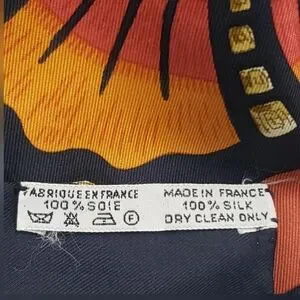 FABRIQUE EN FRANCE
100% SOIE
F
MADE IN FRANCE
100% SILK
DRY CLEAN ONLY